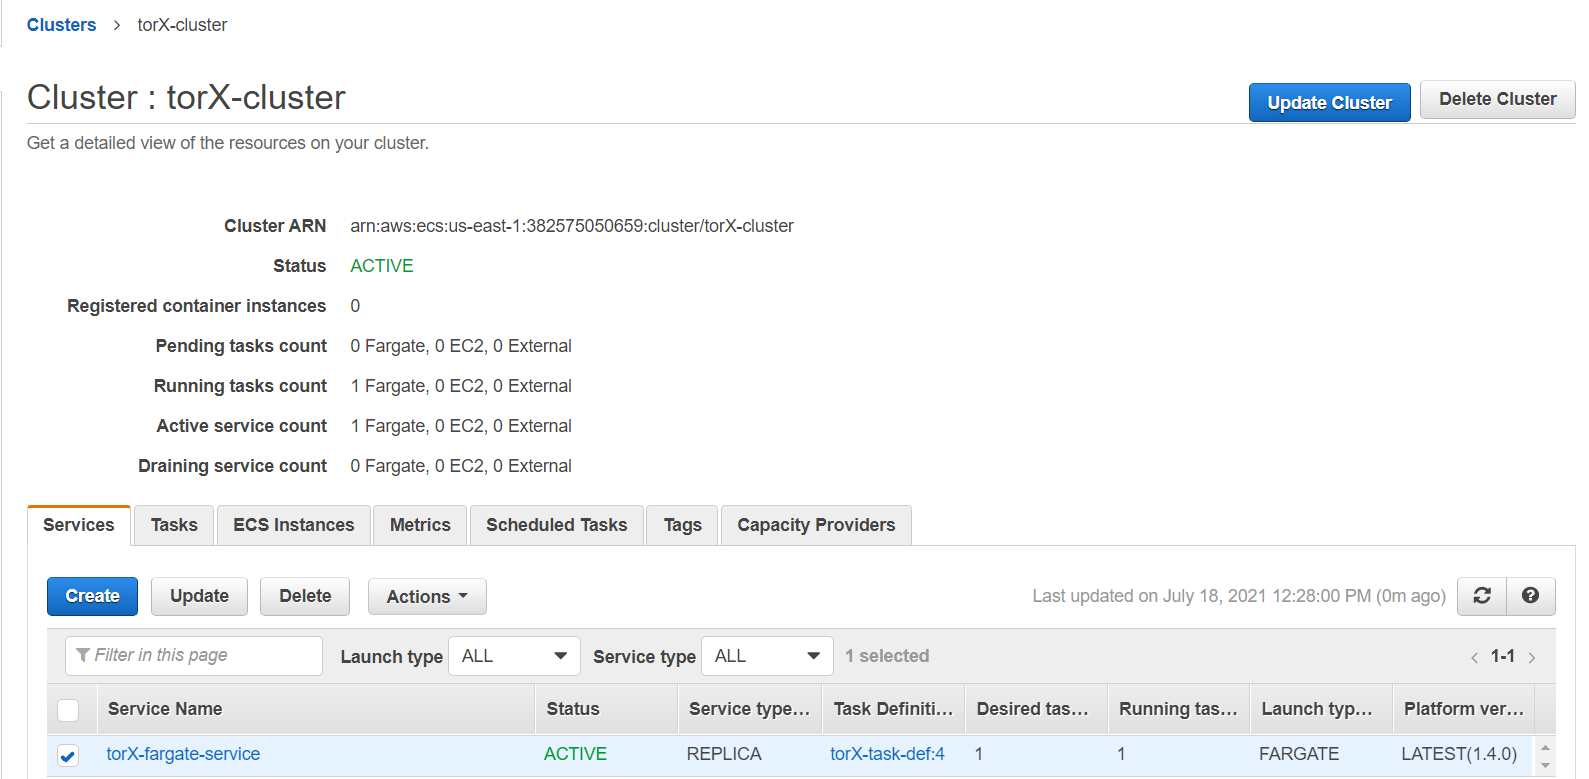 Clusters > torX-cluster
Cluster : torX-cluster
Update Cluster
Delete Cluster
Get a detailed view of the resources on your cluster.
Cluster ARN arn:aws:ecs:us-east-1:382575050659:cluster/torX-cluster
Status ACTIVE
Registered container instances 0
Pending tasks count 0 Fargate, 0 EC2, 0 External
Running tasks count 1 Fargate, 0 EC2, 0 External
Active service count 1 Fargate, 0 EC2, 0 External
Draining service count 0 Fargate, 0 EC2, 0 External
Services Tasks ECS Instances Metrics Scheduled Tasks Tags Capacity Providers
Create Update Delete Actions Last updated on July 18, 2021 12:28:00 PM (0m ago)
Filter in this page Launch type ALL Service type ALL 1 selected < 1-1 >
Service Name Status Service type... Task Definiti... Desired tas... Running tas... Launch typ... Platform ver...
torX-fargate-service ACTIVE REPLICA torX-task-def:4 1 1 FARGATE LATEST(1.4.0)